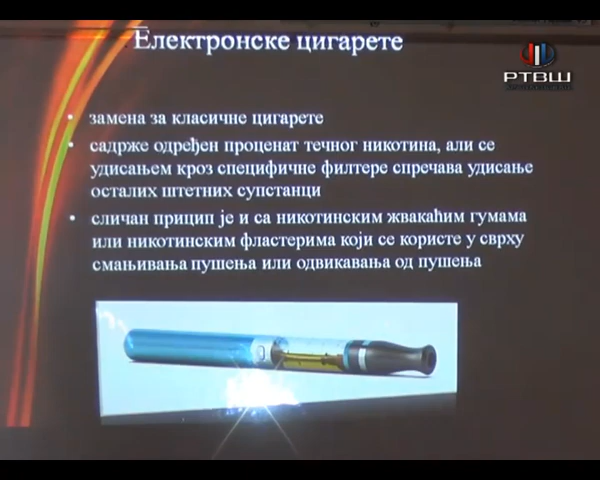 Електронске цигарете
РТВШ
• замена за класичне цигарете
• садрже одређен проценат течног никотина, али се
удисањем кроз специфичне филтере спречава удисање
осталих штетних супстанци
• сличан прицип је и са никотинским жвакаћим гумама
или никотинским фластерима који се користе у сврху
смањивања пушења или одвикавања од пушења